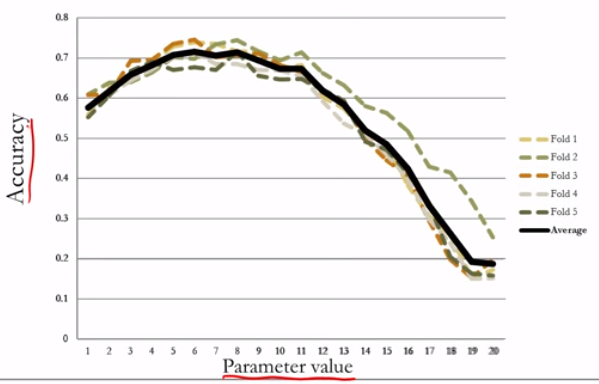 0.8
0.7
0.6
0.5
0.4
0.3
0.2
0.1
0
Accuracy
1 2 3 4 5 6 7 8 9 10 11 12 13 14 15 16 17 18 19 20
Parameter value
Fold 1
Fold 2
Fold 3
Fold 4
Fold 5
Average